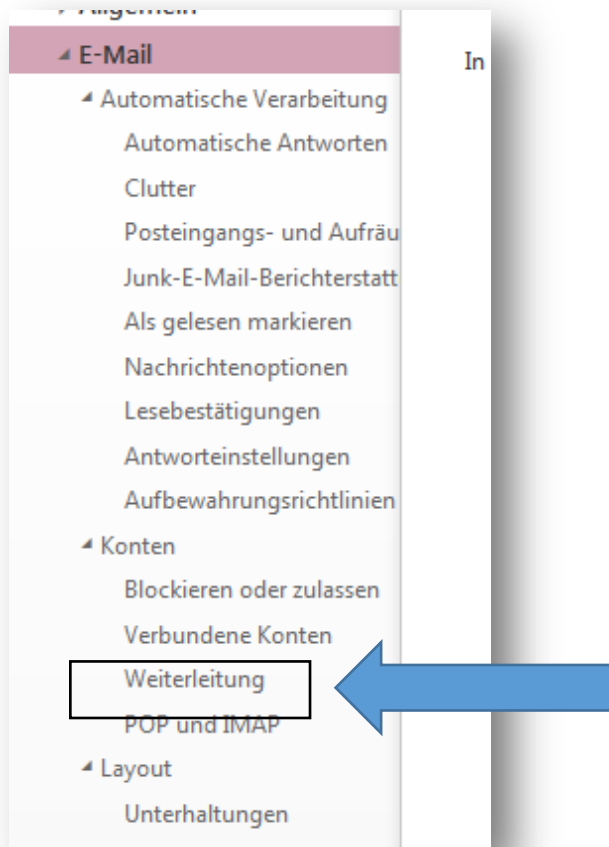 Allgemein
E-Mail
In
Automatische Verarbeitung
Automatische Antworten
Clutter
Posteingangs- und Aufräu
Junk-E-Mail-Berichterstatt
Als gelesen markieren
Nachrichtenoptionen
Lesebestätigungen
Antworteinstellungen
Aufbewahrungsrichtlinien
Konten
Blockieren oder zulassen
Verbundene Konten
Weiterleitung
POP und IMAP
Layout
Unterhaltungen